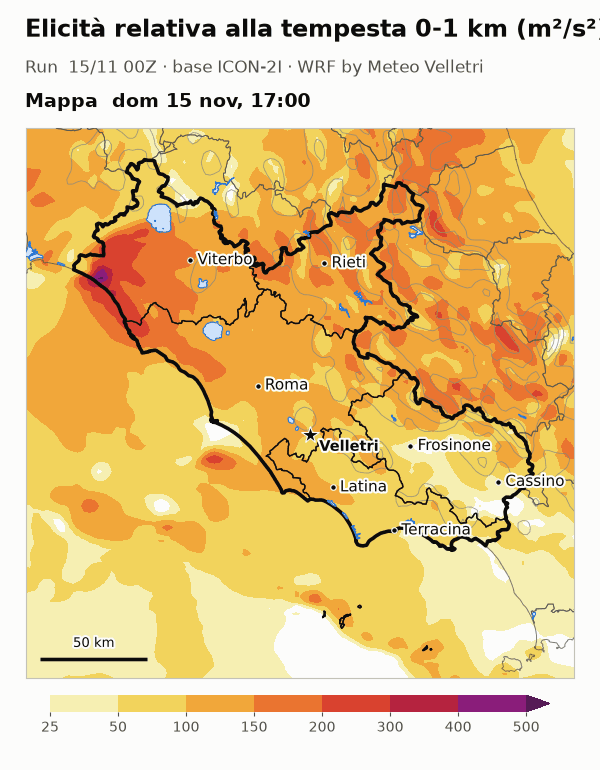 Elicità relativa alla tempesta 0-1 km (m²/s²)
Run 15/11 00Z · base ICON-2I · WRF by Meteo Velletri
Mappa dom 15 nov, 17:00
Viterbo
Rieti
Roma
Velletri
Frosinone
Latina
Cassino
Terracina
50 km
25 50 100 150 200 300 400 500